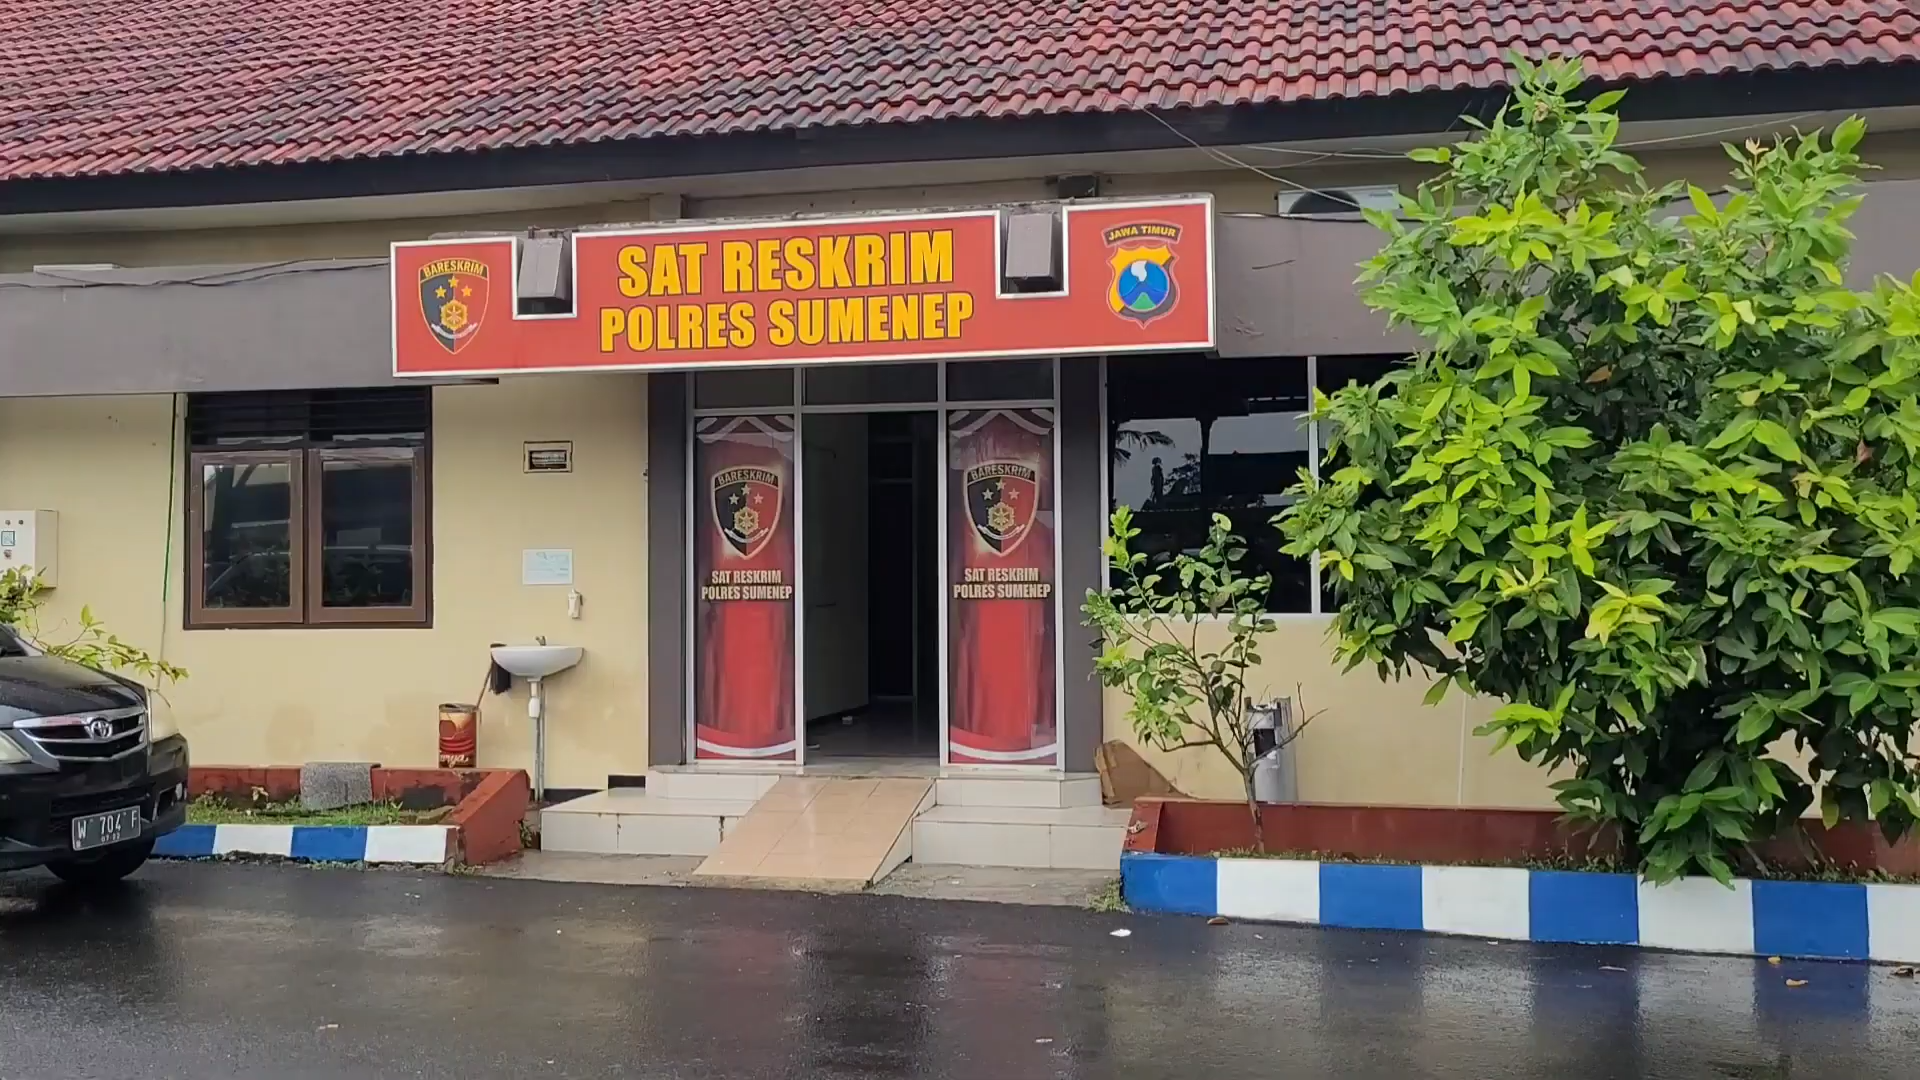 BARESKRIM
SAT RESKRIM
POLRES SUMENEP
JAWA TIMUR
BARESKRIM
SAT RESKRIM
POLRES SUMENEP
BARESKRIM
SAT RESKRIM
POLRES SUMENEP
W 704 F